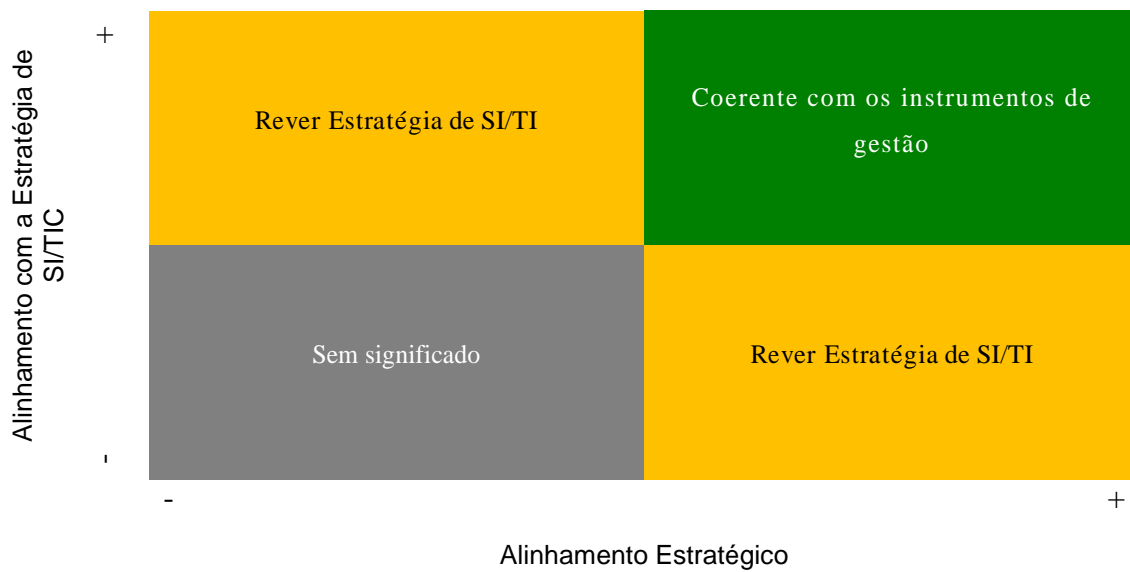 Alinhamento com a Estratégia de
SI/TIC
+
-
Rever Estratégia de SI/TI
Coerente com os instrumentos de
gestão
Sem significado
Rever Estratégia de SI/TI
-
+
Alinhamento Estratégico